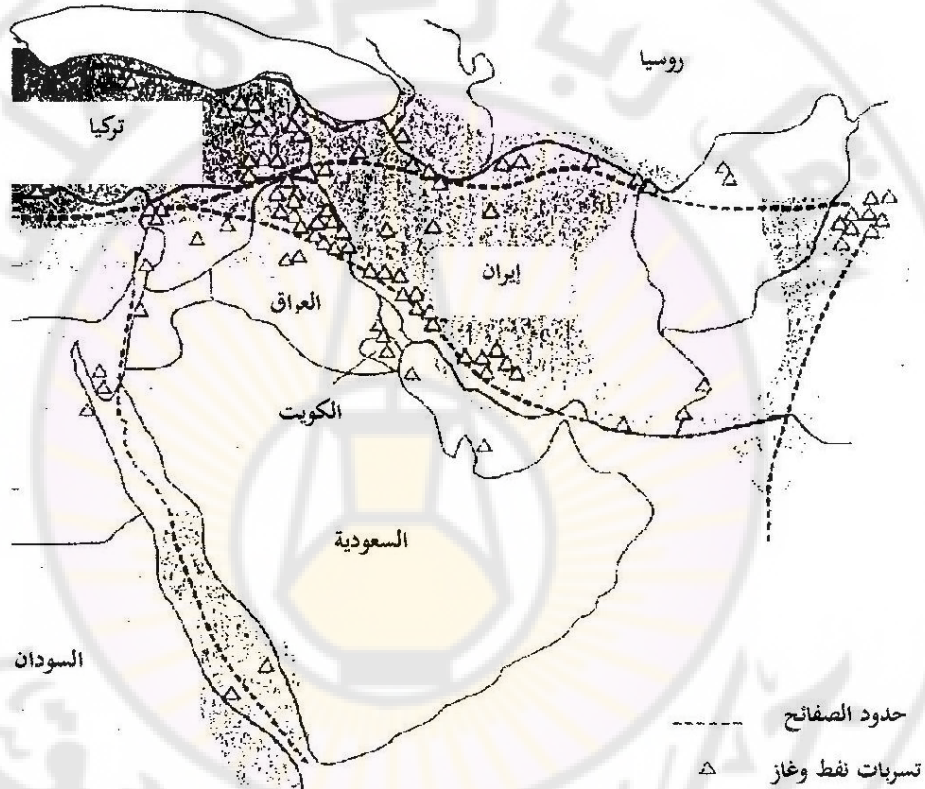 روسيا
تركيا
إيران
العراق
الكويت
السعودية
السودان
حدود الصفائح
تسربات نفط وغاز